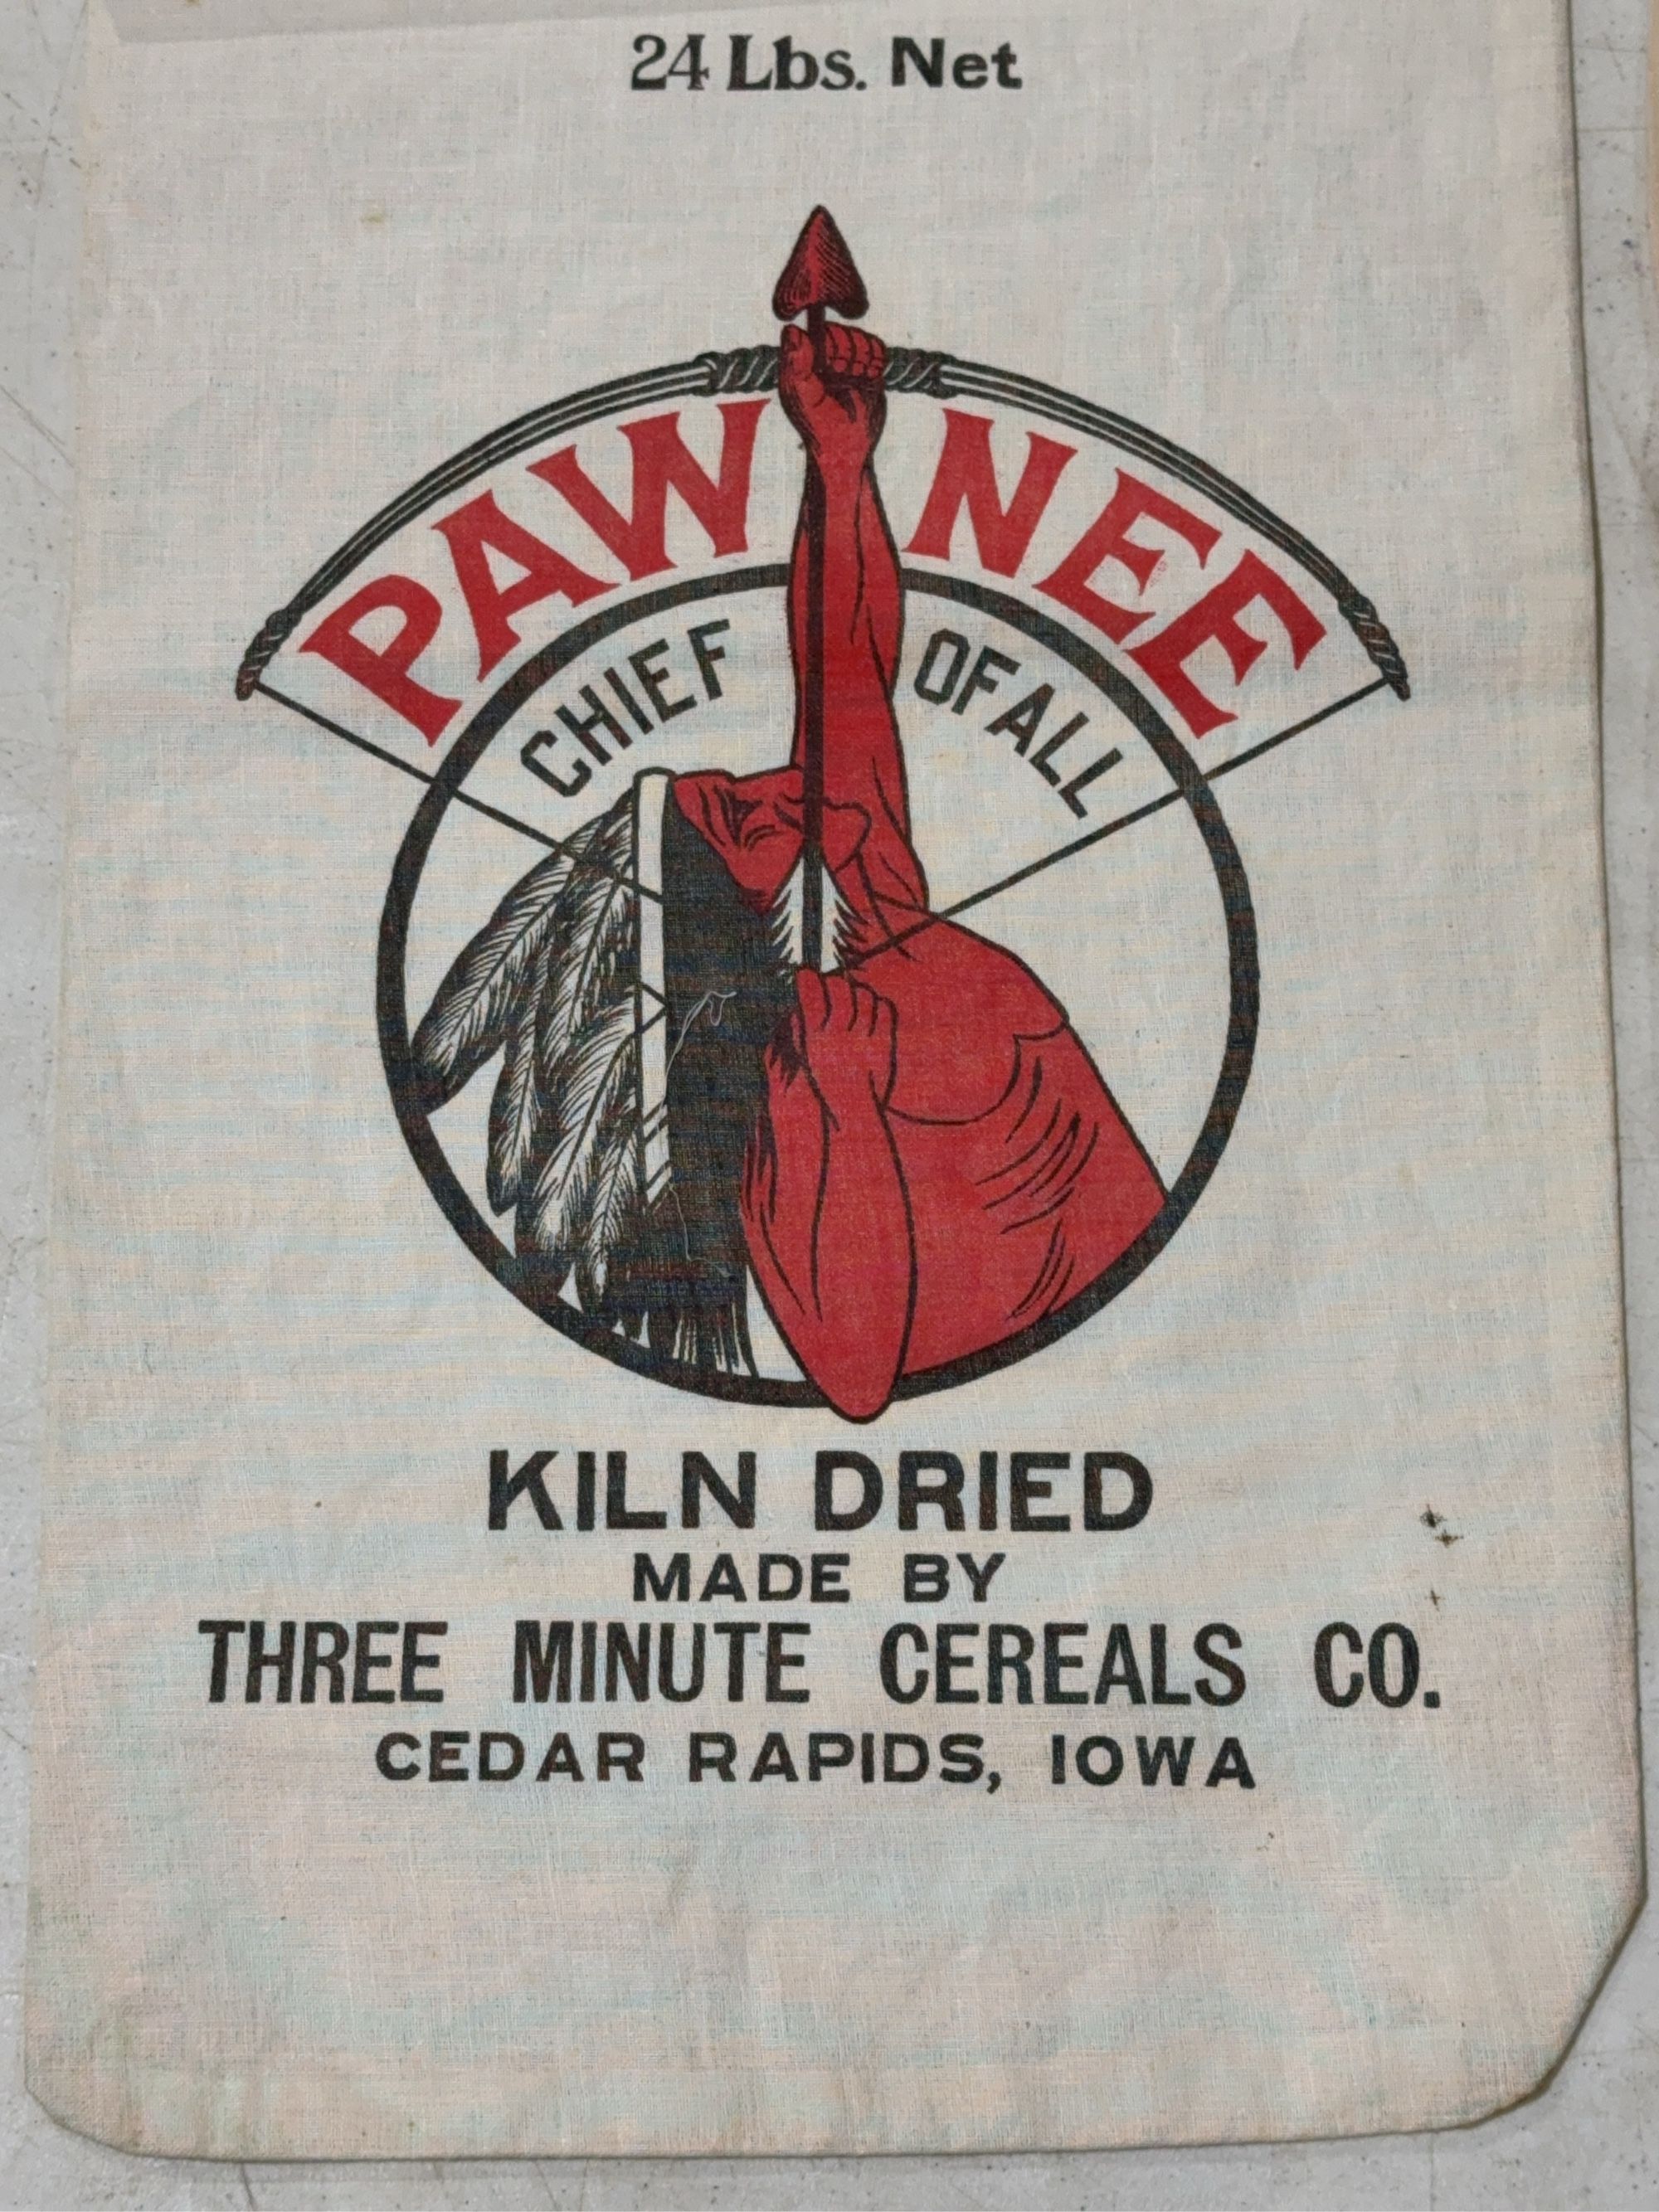 24 Lbs. Net
PAWNEE
CHIEF OF ALL
KILN DRIED
MADE BY
THREE MINUTE CEREALS CO.
CEDAR RAPIDS, IOWA